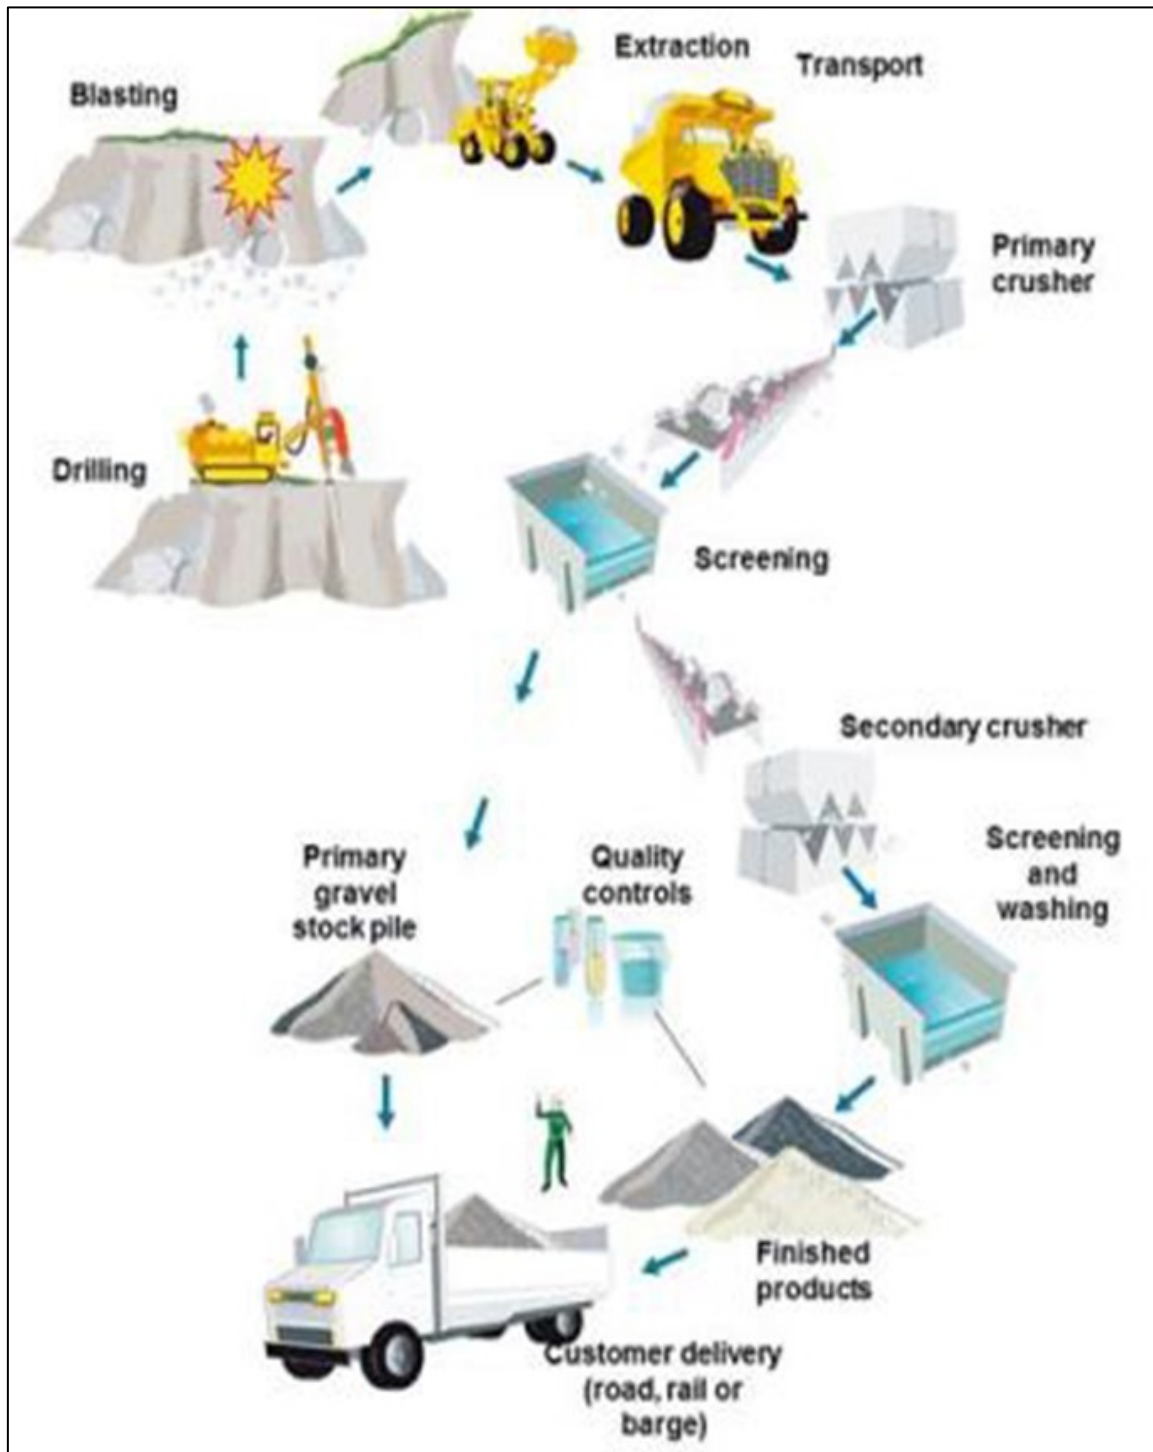 Extraction
Transport
Blasting
Primary
crusher
Drilling
Screening
Secondary crusher
Screening
and
washing
Primary
gravel
stock pile
Quality
controls
Finished
products
Customer delivery
(road, rail or
barge)